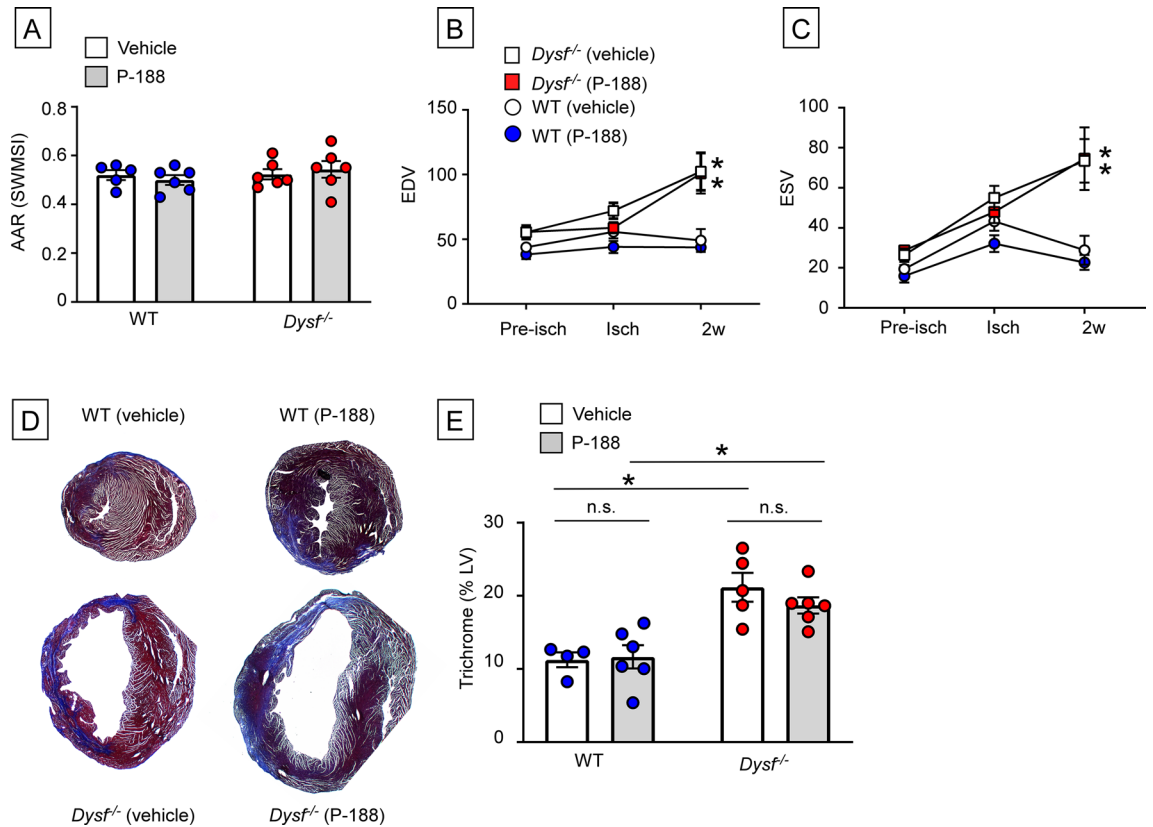 A
Vehicle
P-188
AAR (SWMSI)
0.8
0.6
0.4
0.2
0
WT
Dysf-/-
B
Dysf-/- (vehicle)
Dysf-/- (P-188)
WT (vehicle)
WT (P-188)
EDV
150
100
50
0
*
*
Pre-isch
Isch
2w
C
ESV
100
80
60
40
20
0
*
*
Pre-isch
Isch
2w
D
WT (vehicle)
WT (P-188)
Dysf-/- (vehicle)
Dysf-/- (P-188)
E
Vehicle
P-188
*
*
n.s.
n.s.
Trichrome (% LV)
30
20
10
0
WT
Dysf-/-